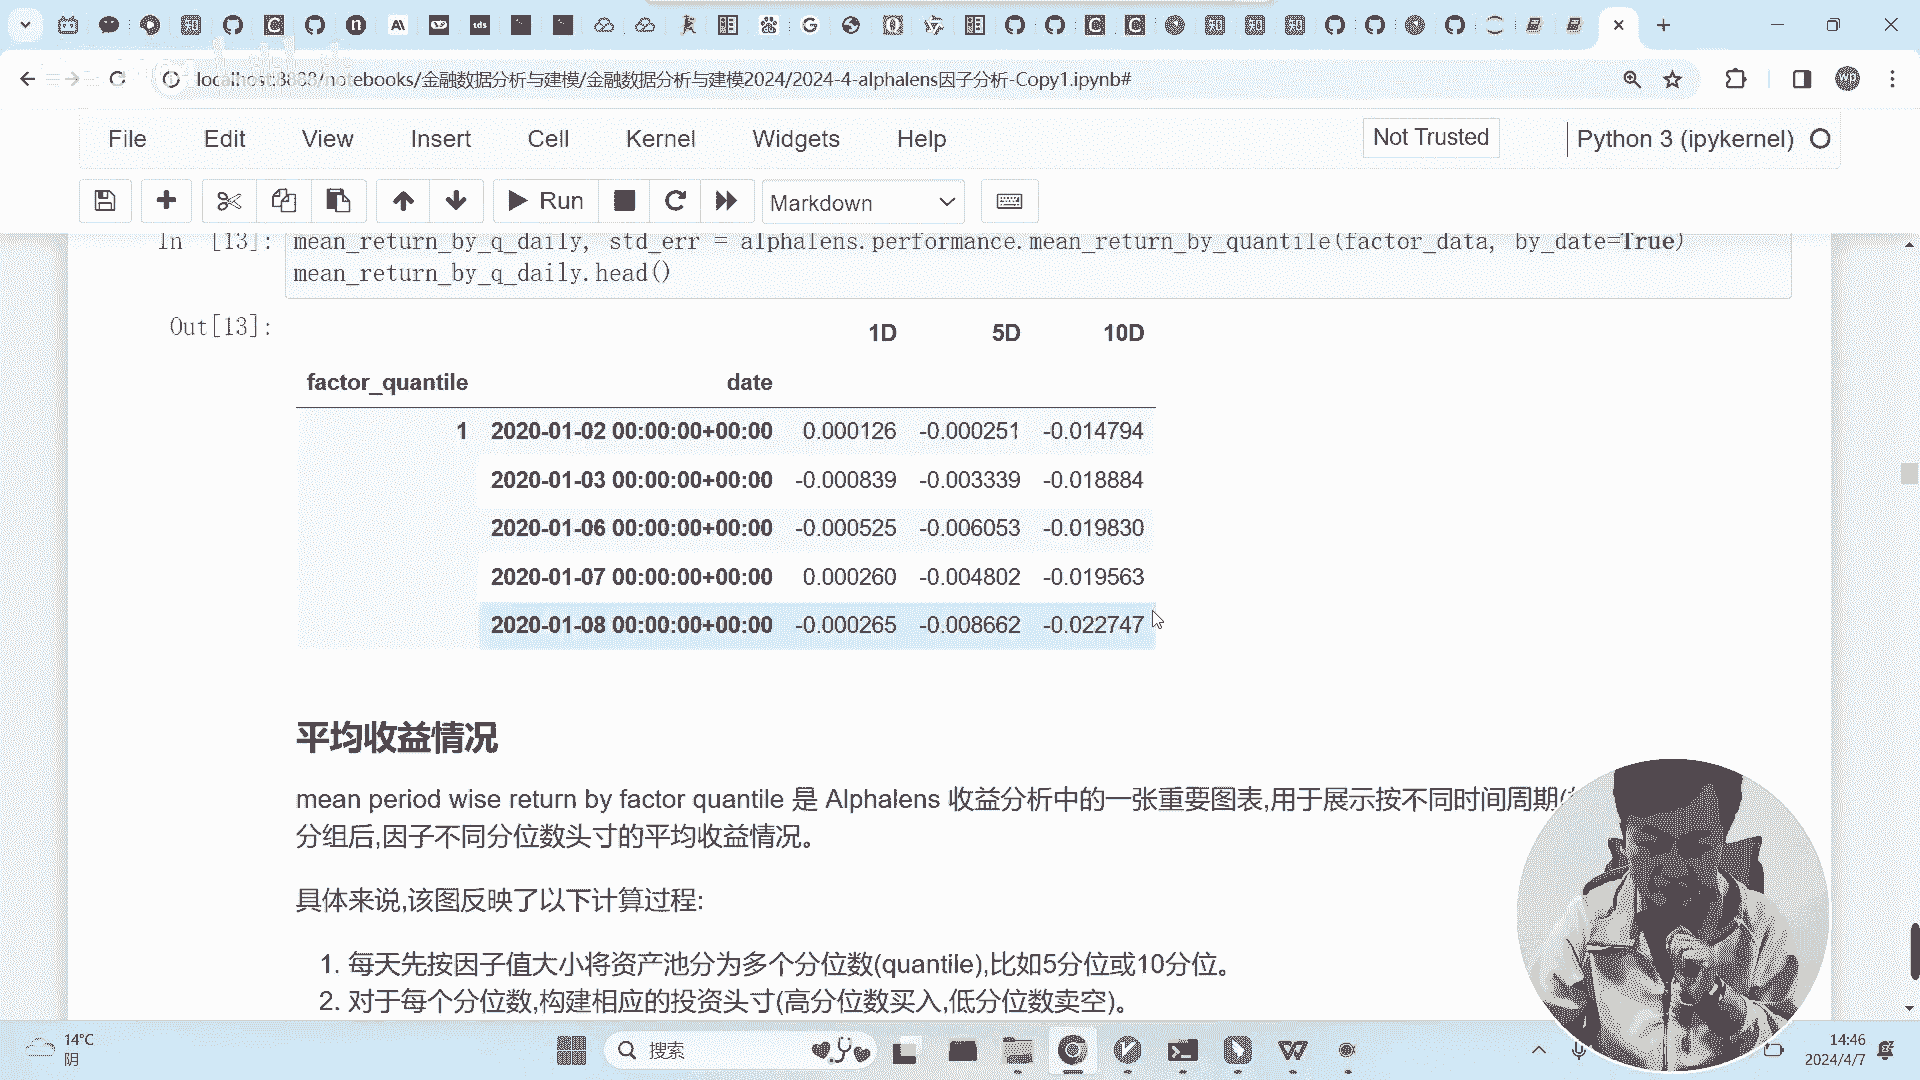 localhost:8888/notebooks/金融数据分析与建模/金融数据分析与建模2024/2024-4-alphalens因子分析-Copy1.ipynb#
File Edit View Insert Cell Kernel Widgets Help Not Trusted Python 3 (ipykernel)
Run Markdown
In [13]: mean_return_by_q_daily, std_err = alphalens.performance.mean_return_by_quantile(factor_data, by_date=True)
mean_return_by_q_daily.head()
Out[13]:
1D 5D 10D
factor_quantile date
1 2020-01-02 00:00:00+00:00 0.000126 -0.000251 -0.014794
2020-01-03 00:00:00+00:00 -0.000839 -0.003339 -0.018884
2020-01-06 00:00:00+00:00 -0.000525 -0.006053 -0.019830
2020-01-07 00:00:00+00:00 0.000260 -0.004802 -0.019563
2020-01-08 00:00:00+00:00 -0.000265 -0.008662 -0.022747
平均收益情况
mean period wise return by factor quantile 是 Alphalens 收益分析中的一张重要图表,用于展示按不同时间周期(
分组后,因子不同分位数头寸的平均收益情况。
具体来说,该图反映了以下计算过程:
1. 每天先按因子值大小将资产池分为多个分位数(quantile),比如5分位或10分位。
2. 对于每个分位数,构建相应的投资头寸(高分位数买入,低分位数卖空)。
14°C
阴
搜索
14:46
2024/4/7